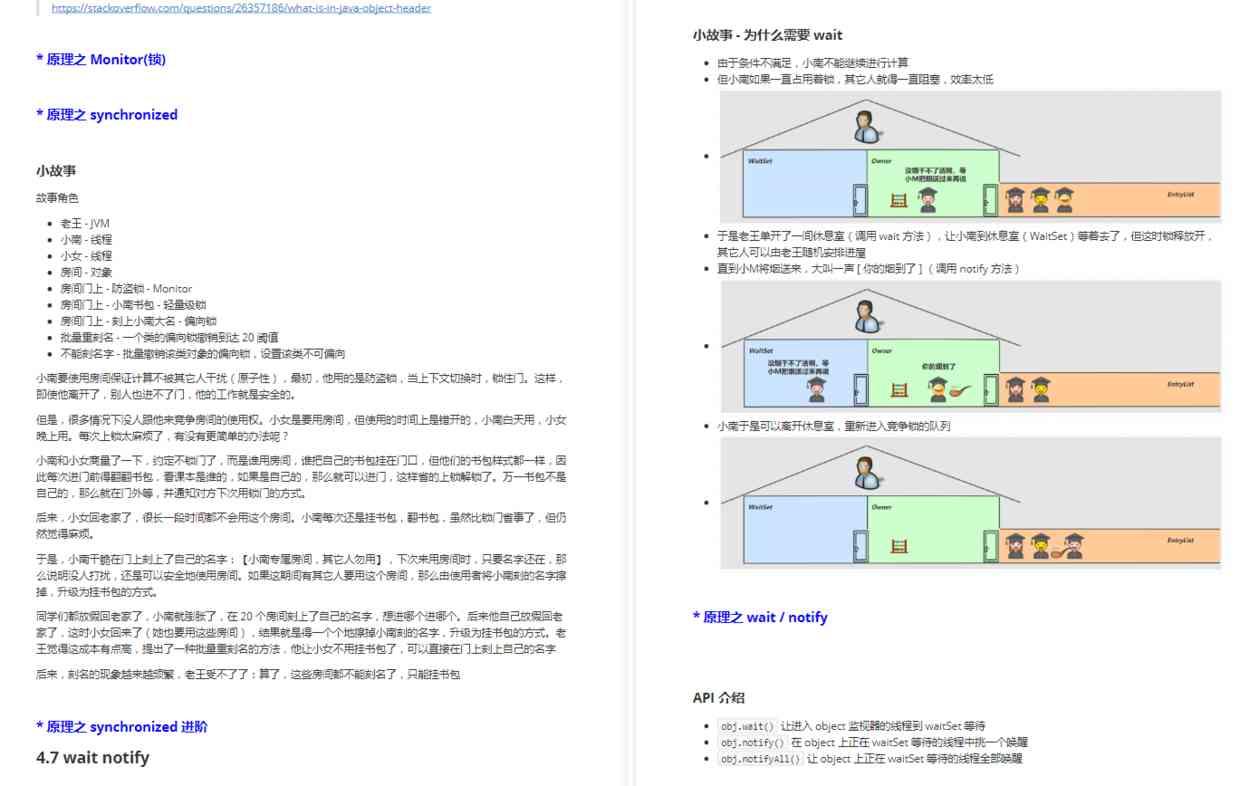 https://stackoverflow.com/questions/26357186/what-is-in-java-object-header
* 原理之 Monitor(锁)
* 原理之 synchronized
小故事
故事角色
老王 - JVM
小南 - 线程
小女 - 线程
房间 - 对象
房间门上 - 防盗锁 - Monitor
房间门上 - 小南书包 - 轻量级锁
房间门上 - 刻上小南大名 - 偏向锁
批量重刻名 - 一个类的偏向锁撤销到达 20 阈值
不能刻名字 - 批量撤销该类对象的偏向锁，设置该类不可偏向
小南要使用房间保证计算不被其它人干扰（原子性），最初，他用的是防盗锁，当上下文切换时，锁住门。这样，
即使他离开了，别人也进不了门，他的工作就是安全的。
但是，很多情况下没人跟他来竞争房间的使用权。小女是要用房间，但使用的时间上是错开的，小南白天用，小女
晚上用。每次上锁太麻烦了，有没有更简单的办法呢？
小南和小女商量了一下，约定不锁门了，而是谁用房间，谁把自己的书包挂在门口，但他们的书包样式都一样，因
此每次进门前得翻翻书包，看课本是谁的，如果是自己的，那么就可以进门，这样省的上锁解锁了。万一书包不是
自己的，那么就在门外等，并通知对方下次用锁门的方式。
后来，小女回老家了，很长一段时间都不会用这个房间。小南每次还是挂书包，翻书包，虽然比锁门省事了，但仍
然觉得麻烦。
于是，小南干脆在门上刻上了自己的名字：【小南专属房间，其它人勿用】，下次来用房间时，只要名字还在，那
么说明没人打扰，还是可以安全地使用房间。如果这期间有其它人要用这个房间，那么由使用者将小南刻的名字擦
掉，升级为挂书包的方式。
同学们都放假回老家了，小南就膨胀了，在 20 个房间刻上了自己的名字，想进哪个进哪个。后来他自己放假回老
家了，这时小女回来了（她也要用这些房间），结果就是得一个个地擦掉小南刻的名字，升级为挂书包的方式。老
王觉得这成本有点高，提出了一种批量重刻名的方法，他让小女不用挂书包了，可以直接在门上刻上自己的名字
后来，刻名的现象越来越频繁，老王受不了了：算了，这些房间都不能刻名了，只能挂书包
* 原理之 synchronized 进阶
4.7 wait notify
小故事 - 为什么需要 wait
由于条件不满足，小南不能继续进行计算
但小南如果一直占用着锁，其它人就得一直阻塞，效率太低
WaitSet
Owner
没烟干不了活啊，等
小M把烟送过来再说
EntryList
于是老王单开了一间休息室（调用 wait 方法），让小南到休息室（WaitSet）等着去了，但这时锁释放开，
其它人可以由老王随机安排进屋
直到小M将烟送来，大叫一声 [ 你的烟到了 ] （调用 notify 方法）
WaitSet
没烟干不了活啊，等
小M把烟送过来再说
Owner
你的烟到了
EntryList
小南于是可以离开休息室，重新进入竞争锁的队列
WaitSet
Owner
EntryList
* 原理之 wait / notify
API 介绍
obj.wait() 让进入 object 监视器的线程到 waitSet 等待
obj.notify() 在 object 上正在 waitSet 等待的线程中挑一个唤醒
obj.notifyAll() 让 object 上正在 waitSet 等待的线程全部唤醒